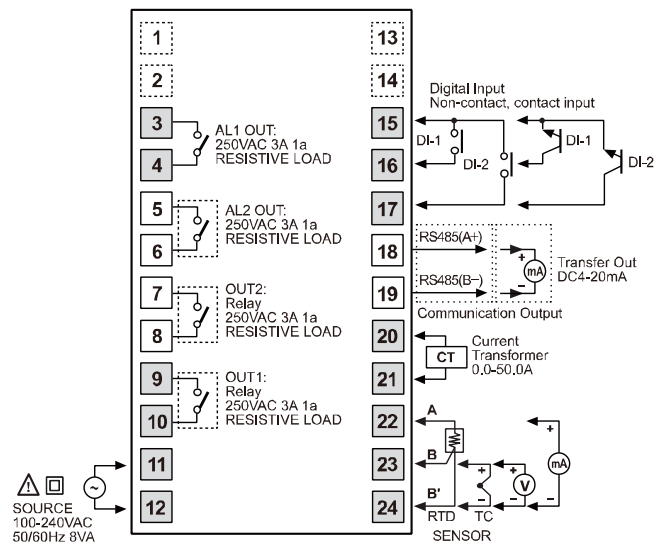 1
2
3
4
AL1 OUT:
250VAC 3A 1a
RESISTIVE LOAD
5
6
AL2 OUT:
250VAC 3A 1a
RESISTIVE LOAD
7
8
OUT2:
Relay
250VAC 3A 1a
RESISTIVE LOAD
9
10
OUT1:
Relay
250VAC 3A 1a
RESISTIVE LOAD
11
12
SOURCE
100-240VAC
50/60Hz 8VA
13
14
Digital Input
Non-contact, contact input
15
16
17
DI-1
DI-2
DI-1
DI-2
18
19
RS485(A+)
RS485(B−)
+
mA
−
Transfer Out
DC4-20mA
Communication Output
20
21
CT
Current
Transformer
0.0-50.0A
22
23
24
A
B
B'
RTD
+
−
TC
+
V
−
+
mA
−
SENSOR